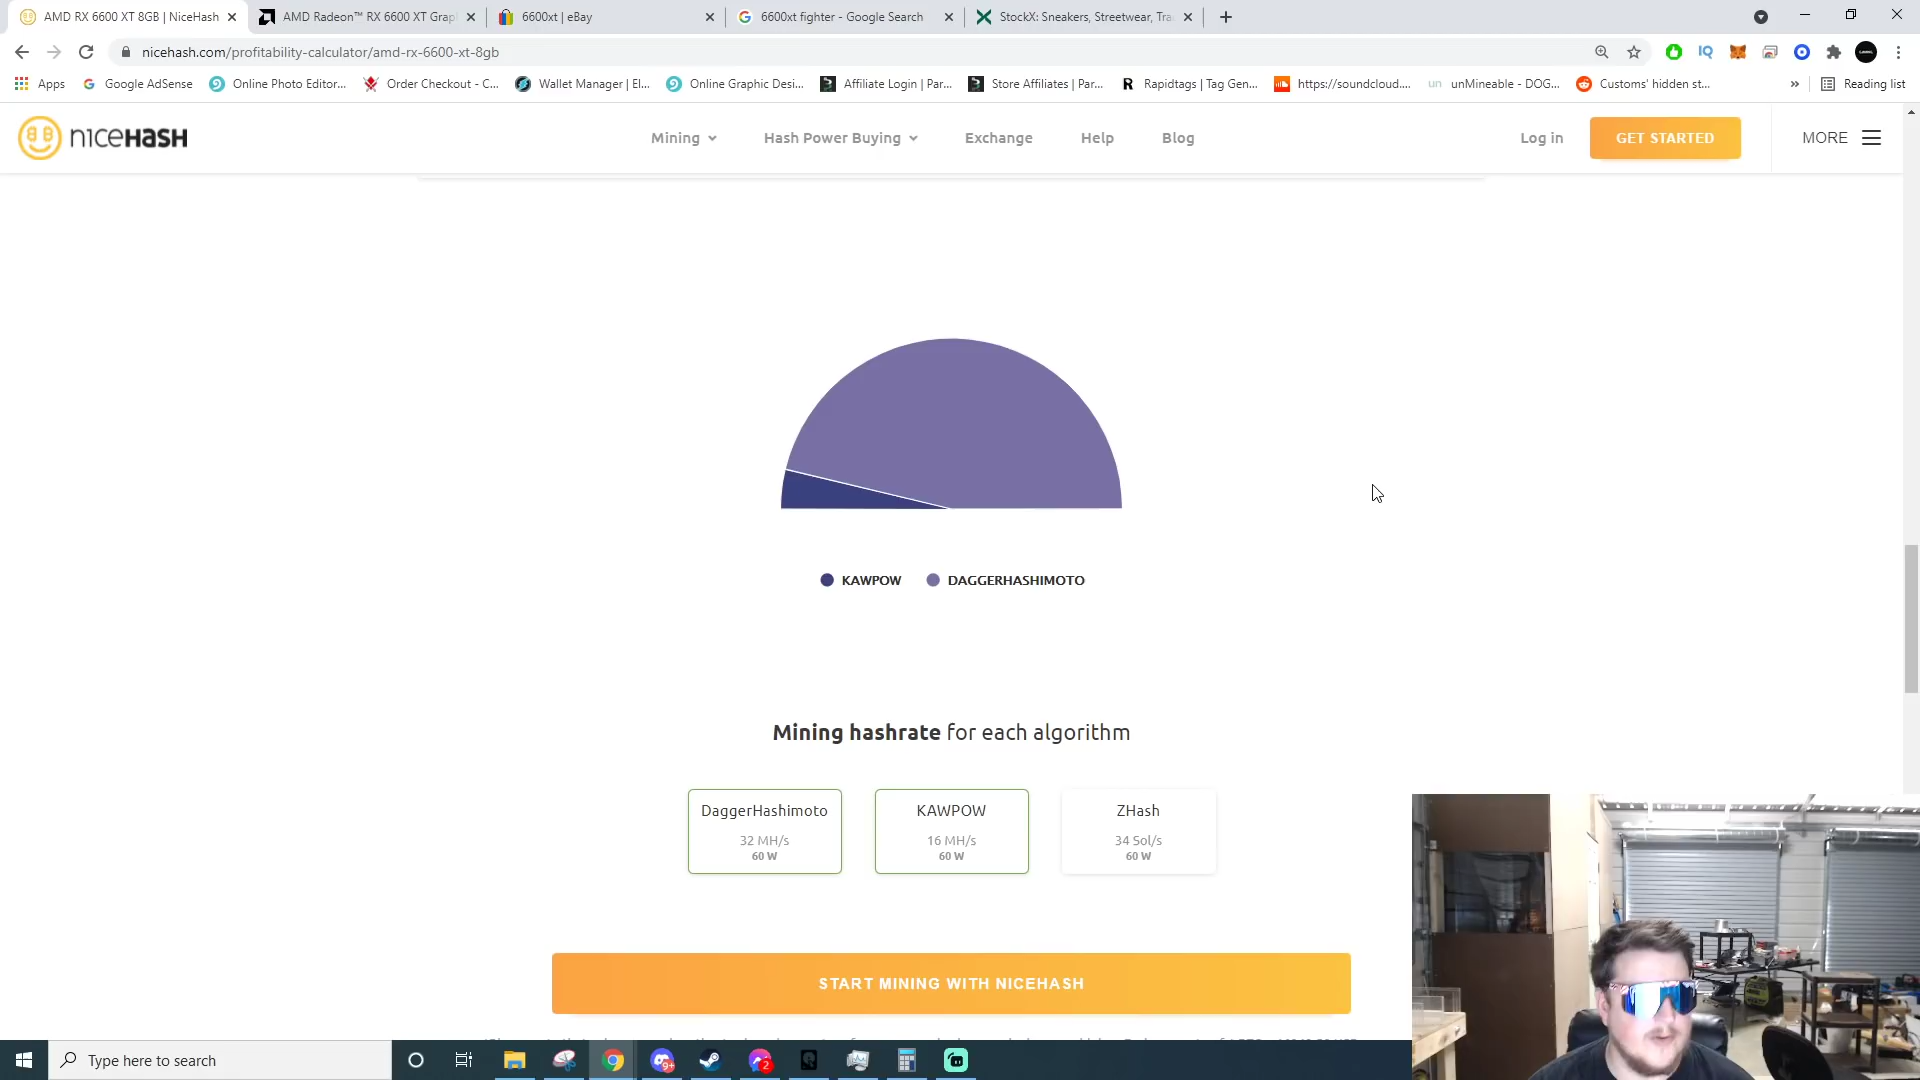 AMD RX 6600 XT 8GB | NiceHash
AMD Radeon™ RX 6600 XT Grap
6600xt | eBay
6600xt fighter - Google Search
StockX: Sneakers, Streetwear, Tra
nicehash.com/profitability-calculator/amd-rx-6600-xt-8gb
Apps
Google AdSense
Online Photo Editor...
Order Checkout - C...
Wallet Manager | El...
Online Graphic Desi...
Affiliate Login | Par...
Store Affiliates | Par...
Rapidtags | Tag Gen...
https://soundcloud....
unMineable - DOG...
Customs' hidden st...
Reading list
niceHASH
Mining
Hash Power Buying
Exchange
Help
Blog
Log in
GET STARTED
MORE
KAWPOW
DAGGERHASHIMOTO
Mining hashrate for each algorithm
DaggerHashimoto
32 MH/s
60 W
KAWPOW
16 MH/s
60 W
ZHash
34 Sol/s
60 W
START MINING WITH NICEHASH
Type here to search
9+
2